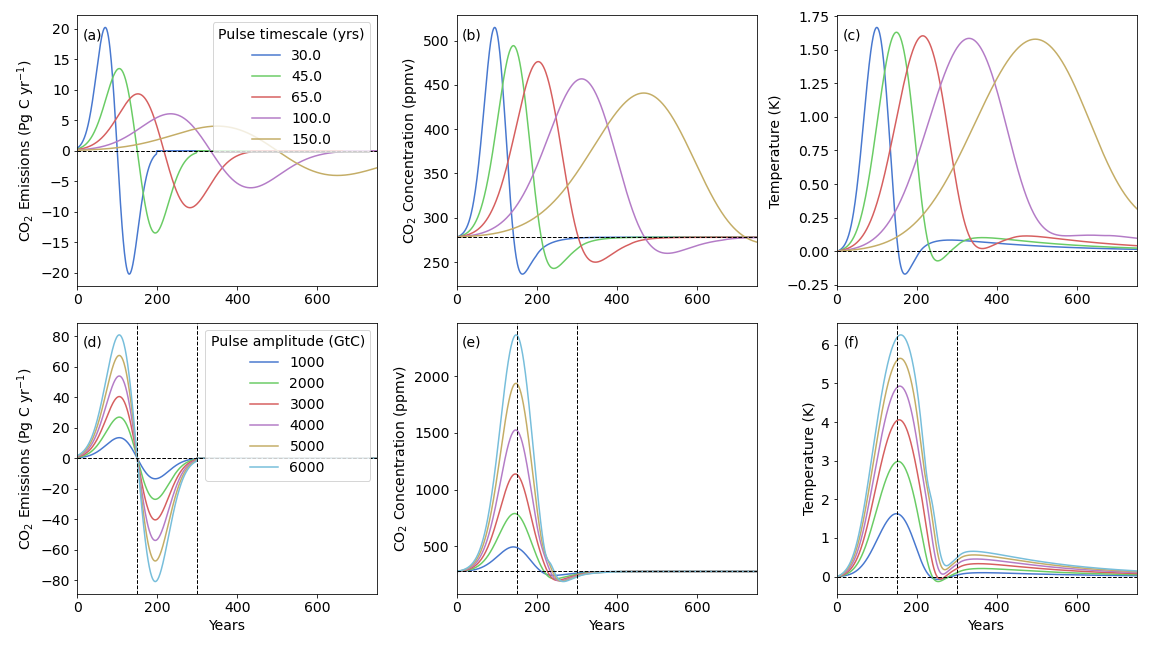 (a)
Pulse timescale (yrs)
30.0
45.0
65.0
100.0
150.0
CO₂ Emissions (Pg C yr⁻¹)
20
15
10
5
0
−5
−10
−15
−20
0 200 400 600
(b)
CO₂ Concentration (ppmv)
500
450
400
350
300
250
0 200 400 600
(c)
Temperature (K)
1.75
1.50
1.25
1.00
0.75
0.50
0.25
0.00
−0.25
0 200 400 600
(d)
Pulse amplitude (GtC)
1000
2000
3000
4000
5000
6000
CO₂ Emissions (Pg C yr⁻¹)
80
60
40
20
0
−20
−40
−60
−80
0 200 400 600
Years
(e)
CO₂ Concentration (ppmv)
2000
1500
1000
500
0 200 400 600
Years
(f)
Temperature (K)
6
5
4
3
2
1
0
0 200 400 600
Years